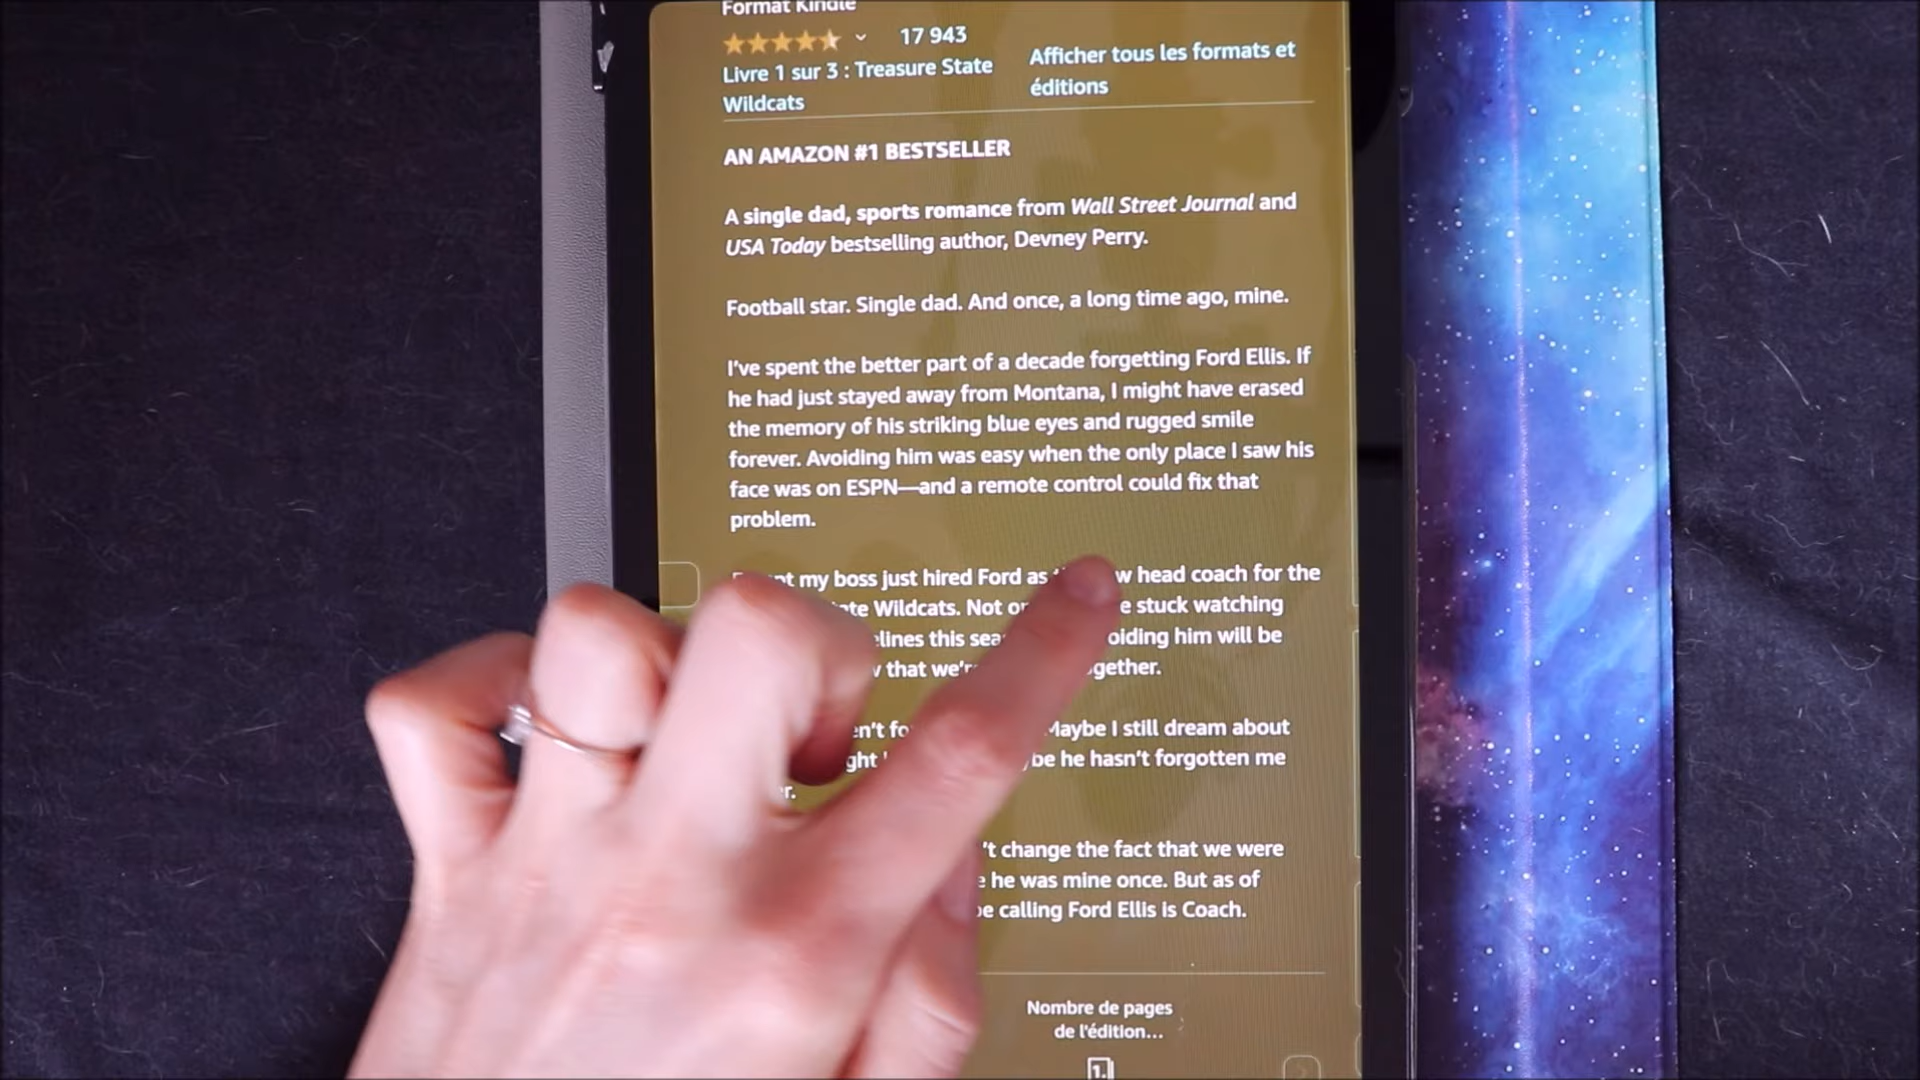 Format Kindle
17 943
Livre 1 sur 3 : Treasure State
Wildcats
Afficher tous les formats et
éditions
AN AMAZON #1 BESTSELLER
A single dad, sports romance from Wall Street Journal and
USA Today bestselling author, Devney Perry.
Football star. Single dad. And once, a long time ago, mine.
I've spent the better part of a decade forgetting Ford Ellis. If
he had just stayed away from Montana, I might have erased
the memory of his striking blue eyes and rugged smile
forever. Avoiding him was easy when the only place I saw his
face was on ESPN—and a remote control could fix that
problem.
my boss just hired Ford as head coach for the
Wildcats. Not stuck watching
this him will be
that
Maybe I still dream about
he hasn't forgotten me
change the fact that we were
he was mine once. But as of
calling Ford Ellis is Coach.
Nombre de pages
de l'édition...
1.